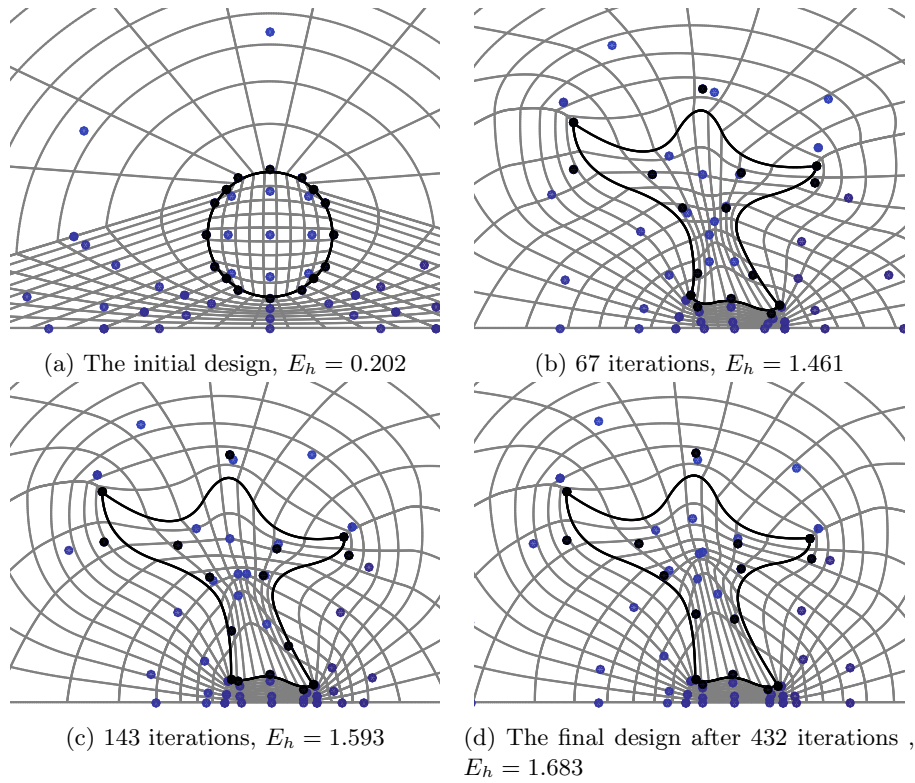 (a) The initial design, $E_h = 0.202$
(b) 67 iterations, $E_h = 1.461$
(c) 143 iterations, $E_h = 1.593$
(d) The final design after 432 iterations ,
$E_h = 1.683$